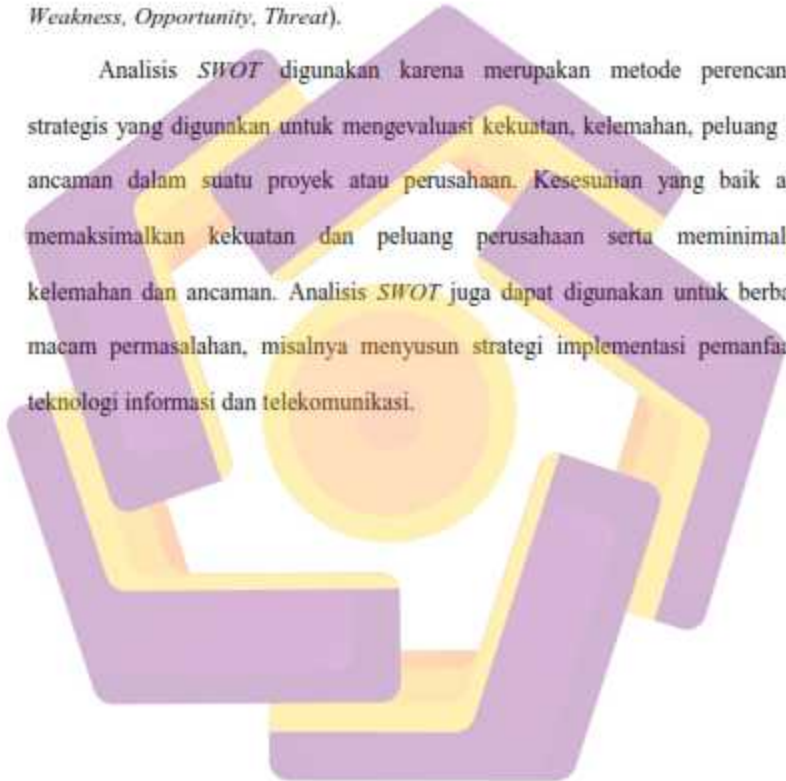 Weakness, Opportunity, Threat).
Analisis SWOT digunakan karena merupakan metode perencan
strategis yang digunakan untuk mengevaluasi kekuatan, kelemahan, peluang
ancaman dalam suatu proyek atau perusahaan. Kesesuaian yang baik a
memaksimalkan kekuatan dan peluang perusahaan serta meminimal
kelemahan dan ancaman. Analisis SWOT juga dapat digunakan untuk berba
macam permasalahan, misalnya menyusun strategi implementasi pemanfaa
teknologi informasi dan telekomunikasi.